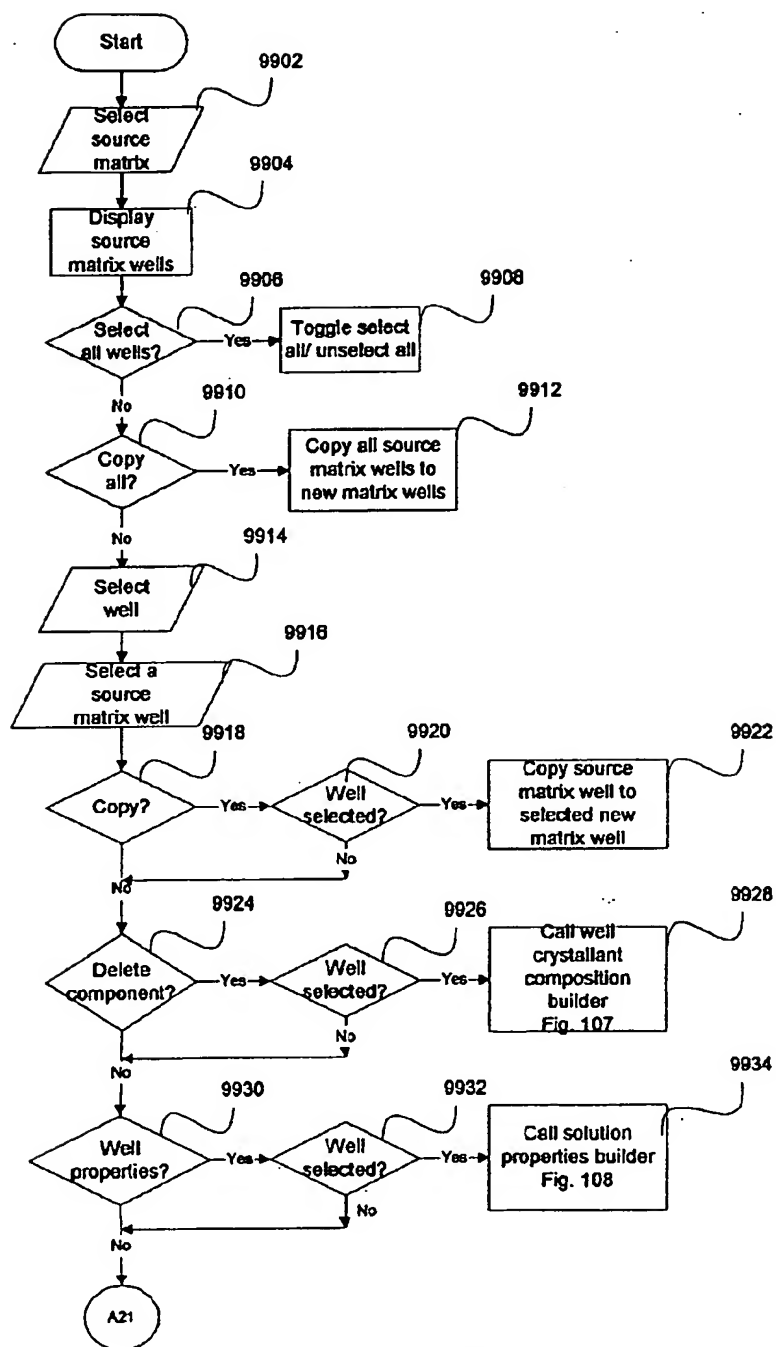 Start
9902
Select
source
matrix
9904
Display
source
matrix wells
9906
Select
all wells?
Yes
9908
Toggle select
all/ unselect all
No
9910
Copy
all?
Yes
9912
Copy all source
matrix wells to
new matrix wells
No
9914
Select
well
9916
Select a
source
matrix well
9918
Copy?
Yes
9920
Well
selected?
Yes
9922
Copy source
matrix well to
selected new
matrix well
No
No
9924
Delete
component?
Yes
9926
Well
selected?
Yes
9928
Call well
crystallant
composition
builder
Fig. 107
No
No
9930
Well
properties?
Yes
9932
Well
selected?
Yes
9934
Call solution
properties builder
Fig. 108
No
No
A21